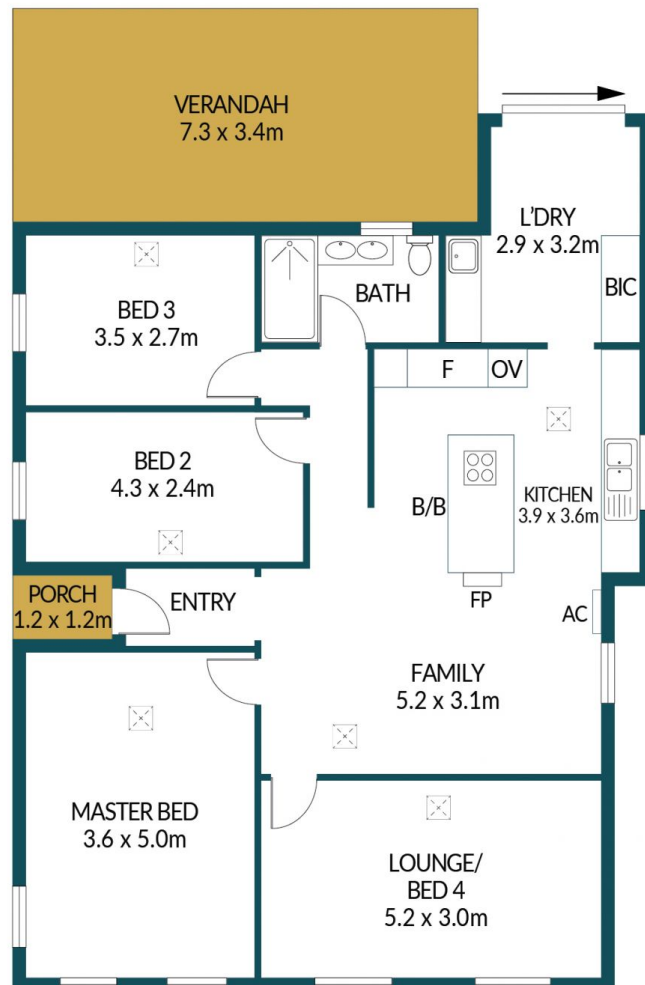 VERANDAH
7.3 x 3.4m
L'DRY
2.9 x 3.2m
BIC
BATH
BED 3
3.5 x 2.7m
F
OV
BED 2
4.3 x 2.4m
B/B
KITCHEN
3.9 x 3.6m
PORCH
1.2 x 1.2m
ENTRY
FP
AC
FAMILY
5.2 x 3.1m
MASTER BED
3.6 x 5.0m
LOUNGE/
BED 4
5.2 x 3.0m